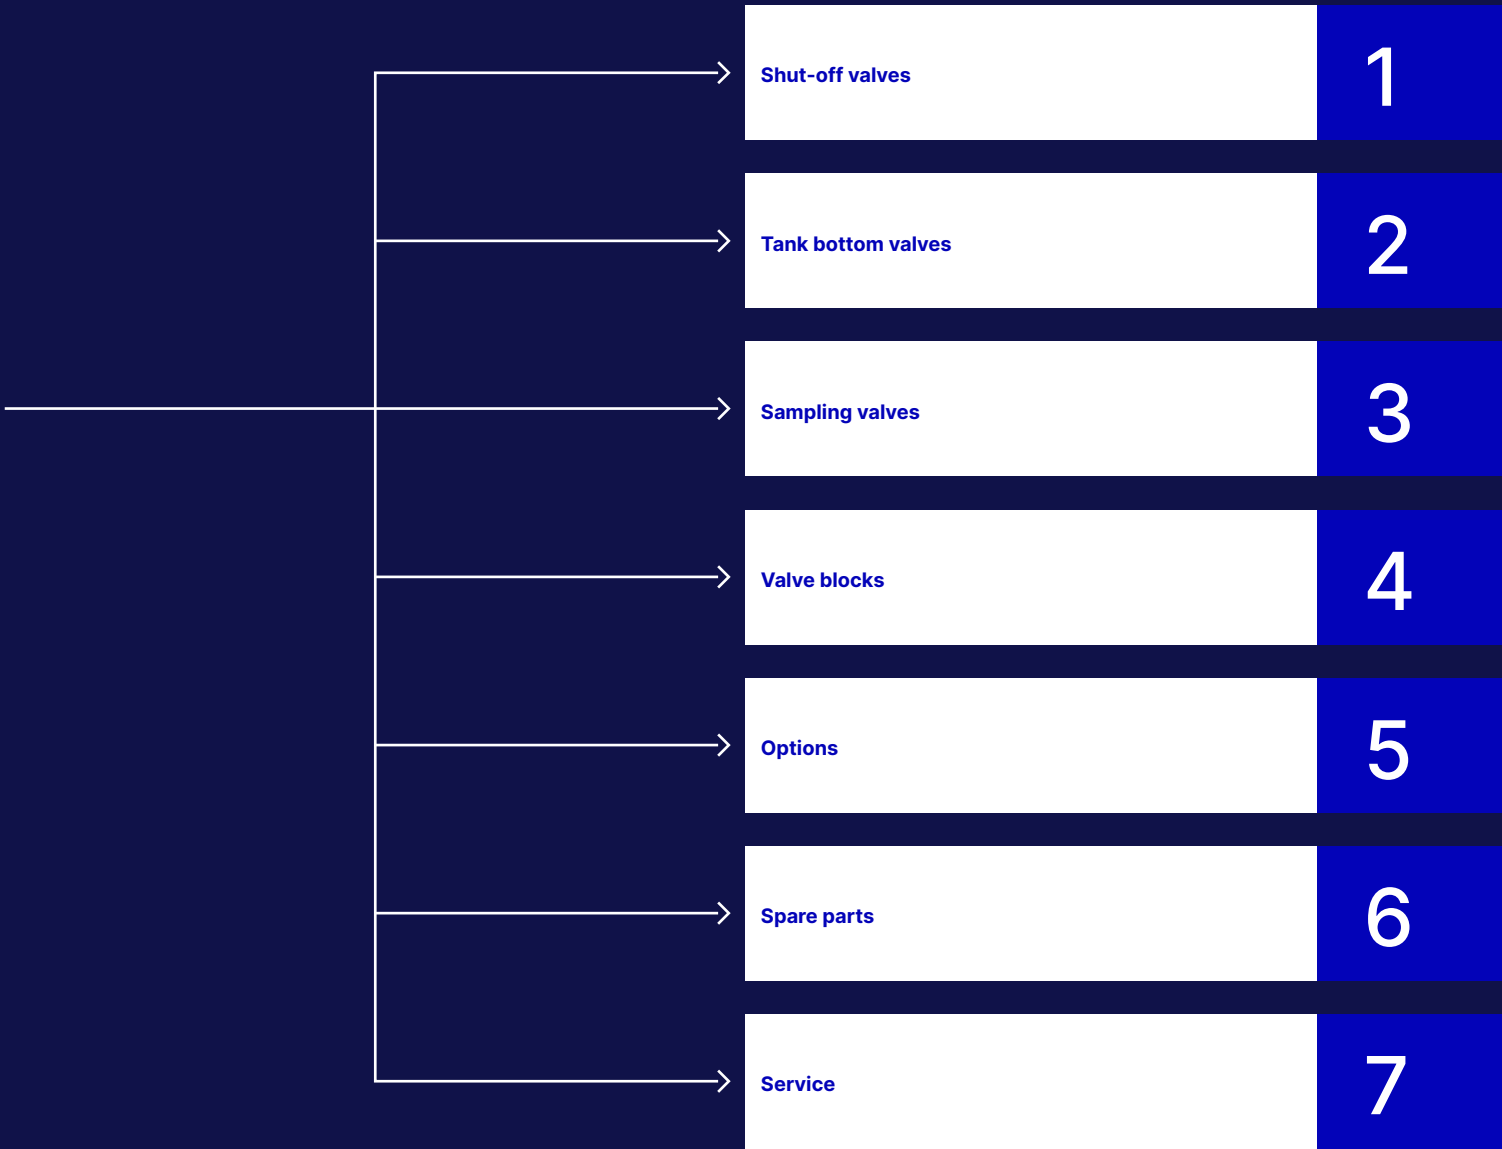 Shut-off valves 1
Tank bottom valves 2
Sampling valves 3
Valve blocks 4
Options 5
Spare parts 6
Service 7